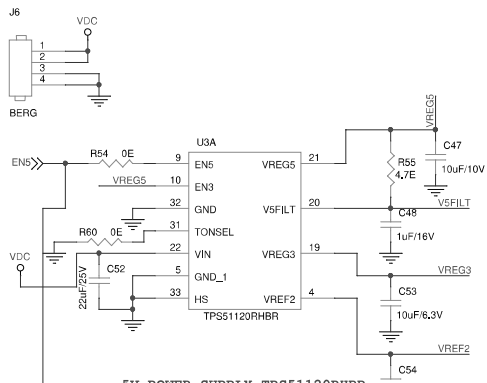 J6
VDC
1
2
3
4
BERG
U3A
R54 0E
EN5
9 EN5
VREG5 10 EN3
32 GND
R60 0E
31 TONSEL
VDC
22 VIN
C52
22uF/25V
5 GND_1
33 HS
TPS51120RHBR
VREG5 21
V5FILT 20
VREG3 19
VREF2 4
VREG5
C47
10uF/10V
R55
4.7E
V5FILT
C48
1uF/16V
VREG3
C53
10uF/6.3V
VREF2
C54